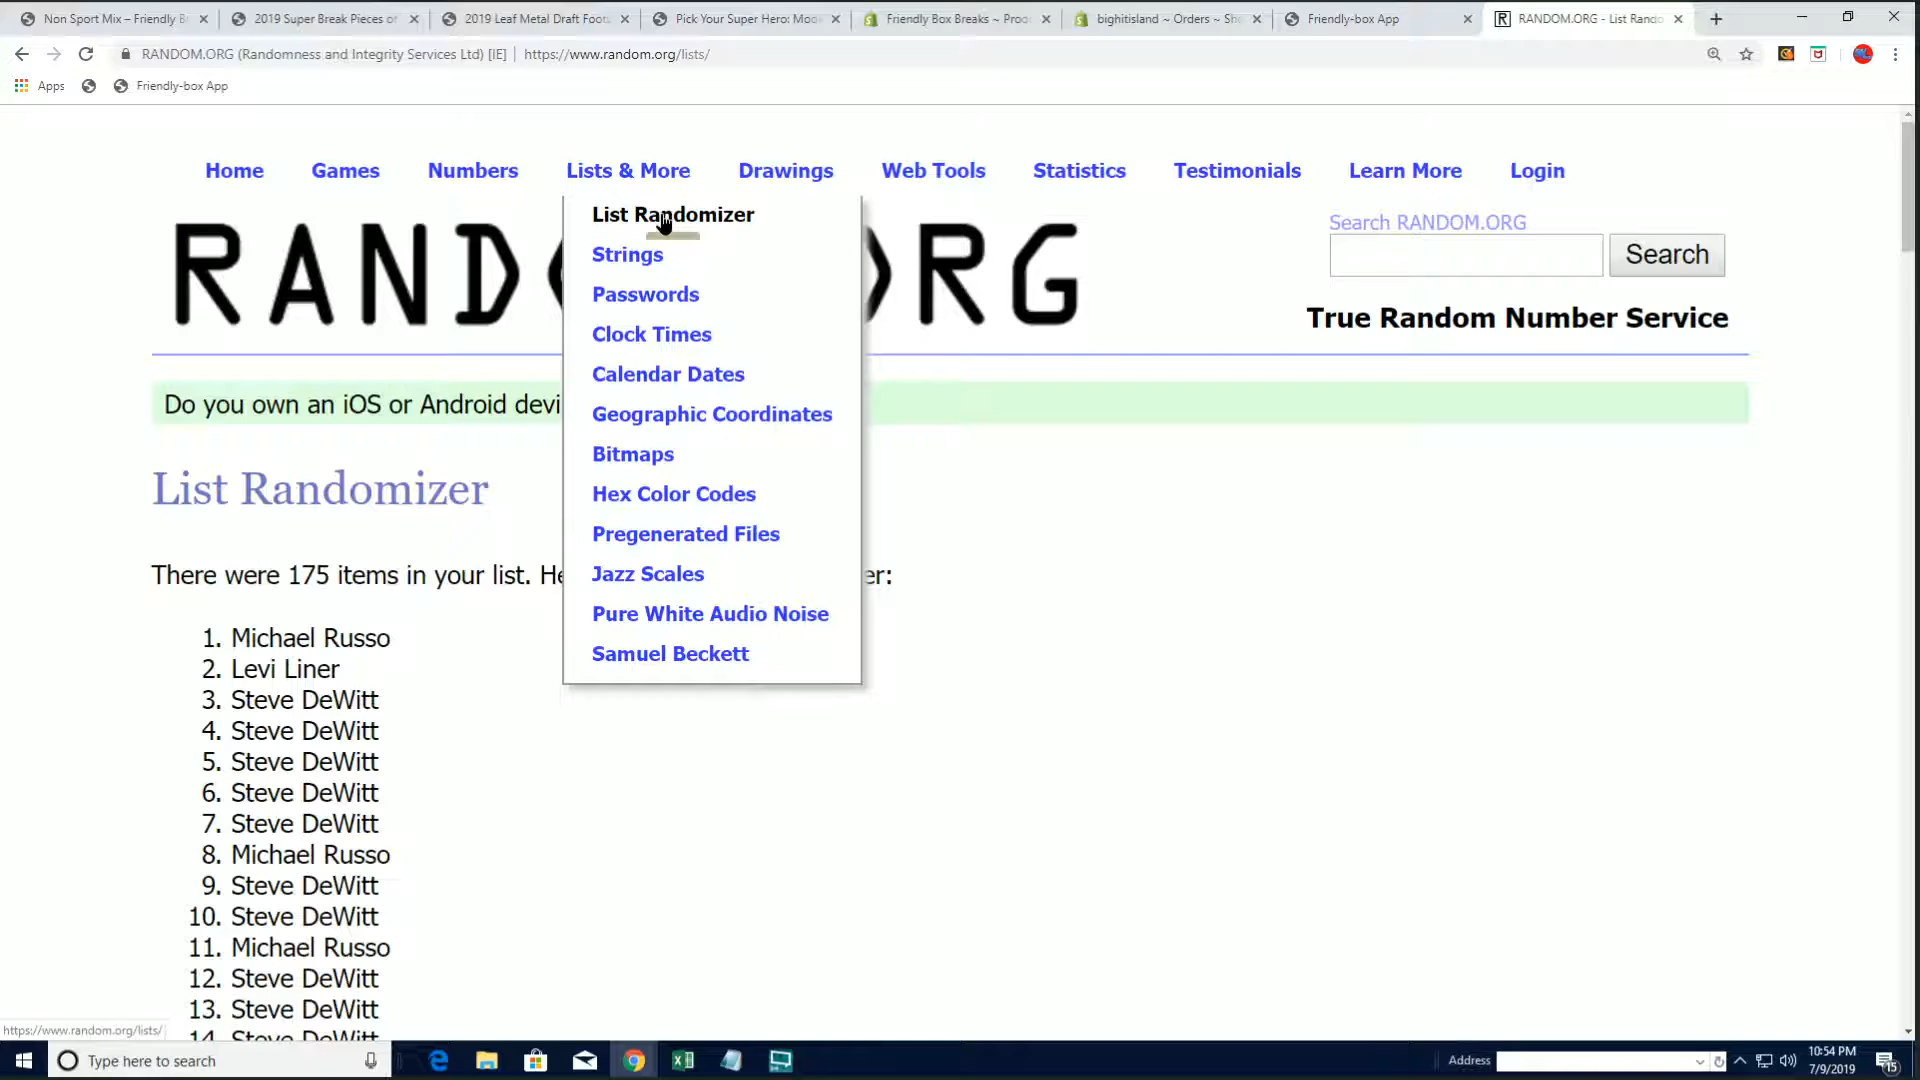 Non Sport Mix – Friendly B
2019 Super Break Pieces of
2019 Leaf Metal Draft Foot
Pick Your Super Hero: Moo
Friendly Box Breaks ~ Prod
bighitisland ~ Orders ~ Sh
Friendly-box App
RANDOM.ORG - List Rando
RANDOM.ORG (Randomness and Integrity Services Ltd) [IE] | https://www.random.org/lists/
Apps
Friendly-box App
Home Games Numbers Lists & More Drawings Web Tools Statistics Testimonials Learn More Login
List Randomizer
Strings
Passwords
Clock Times
Calendar Dates
Geographic Coordinates
Bitmaps
Hex Color Codes
Pregenerated Files
Jazz Scales
Pure White Audio Noise
Samuel Beckett
RAND RG
Search RANDOM.ORG
Search
True Random Number Service
Do you own an iOS or Android devi
List Randomizer
There were 175 items in your list. He er:
1. Michael Russo
2. Levi Liner
3. Steve DeWitt
4. Steve DeWitt
5. Steve DeWitt
6. Steve DeWitt
7. Steve DeWitt
8. Michael Russo
9. Steve DeWitt
10. Steve DeWitt
11. Michael Russo
12. Steve DeWitt
13. Steve DeWitt
14. Steve DeWitt
https://www.random.org/lists/
Type here to search
Address
10:54 PM
7/9/2019
15